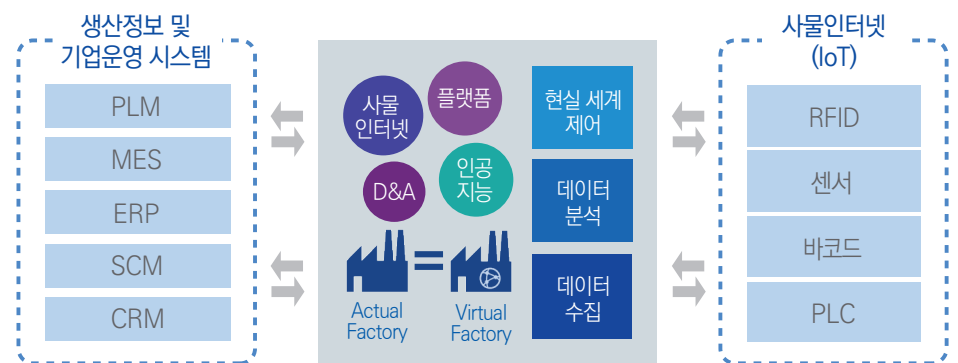 생산정보 및
기업운영 시스템
PLM
MES
ERP
SCM
CRM
사물
인터넷
플랫폼
D&A
인공
지능
Actual
Factory
Virtual
Factory
현실 세계
제어
데이터
분석
데이터
수집
사물인터넷
(IoT)
RFID
센서
바코드
PLC